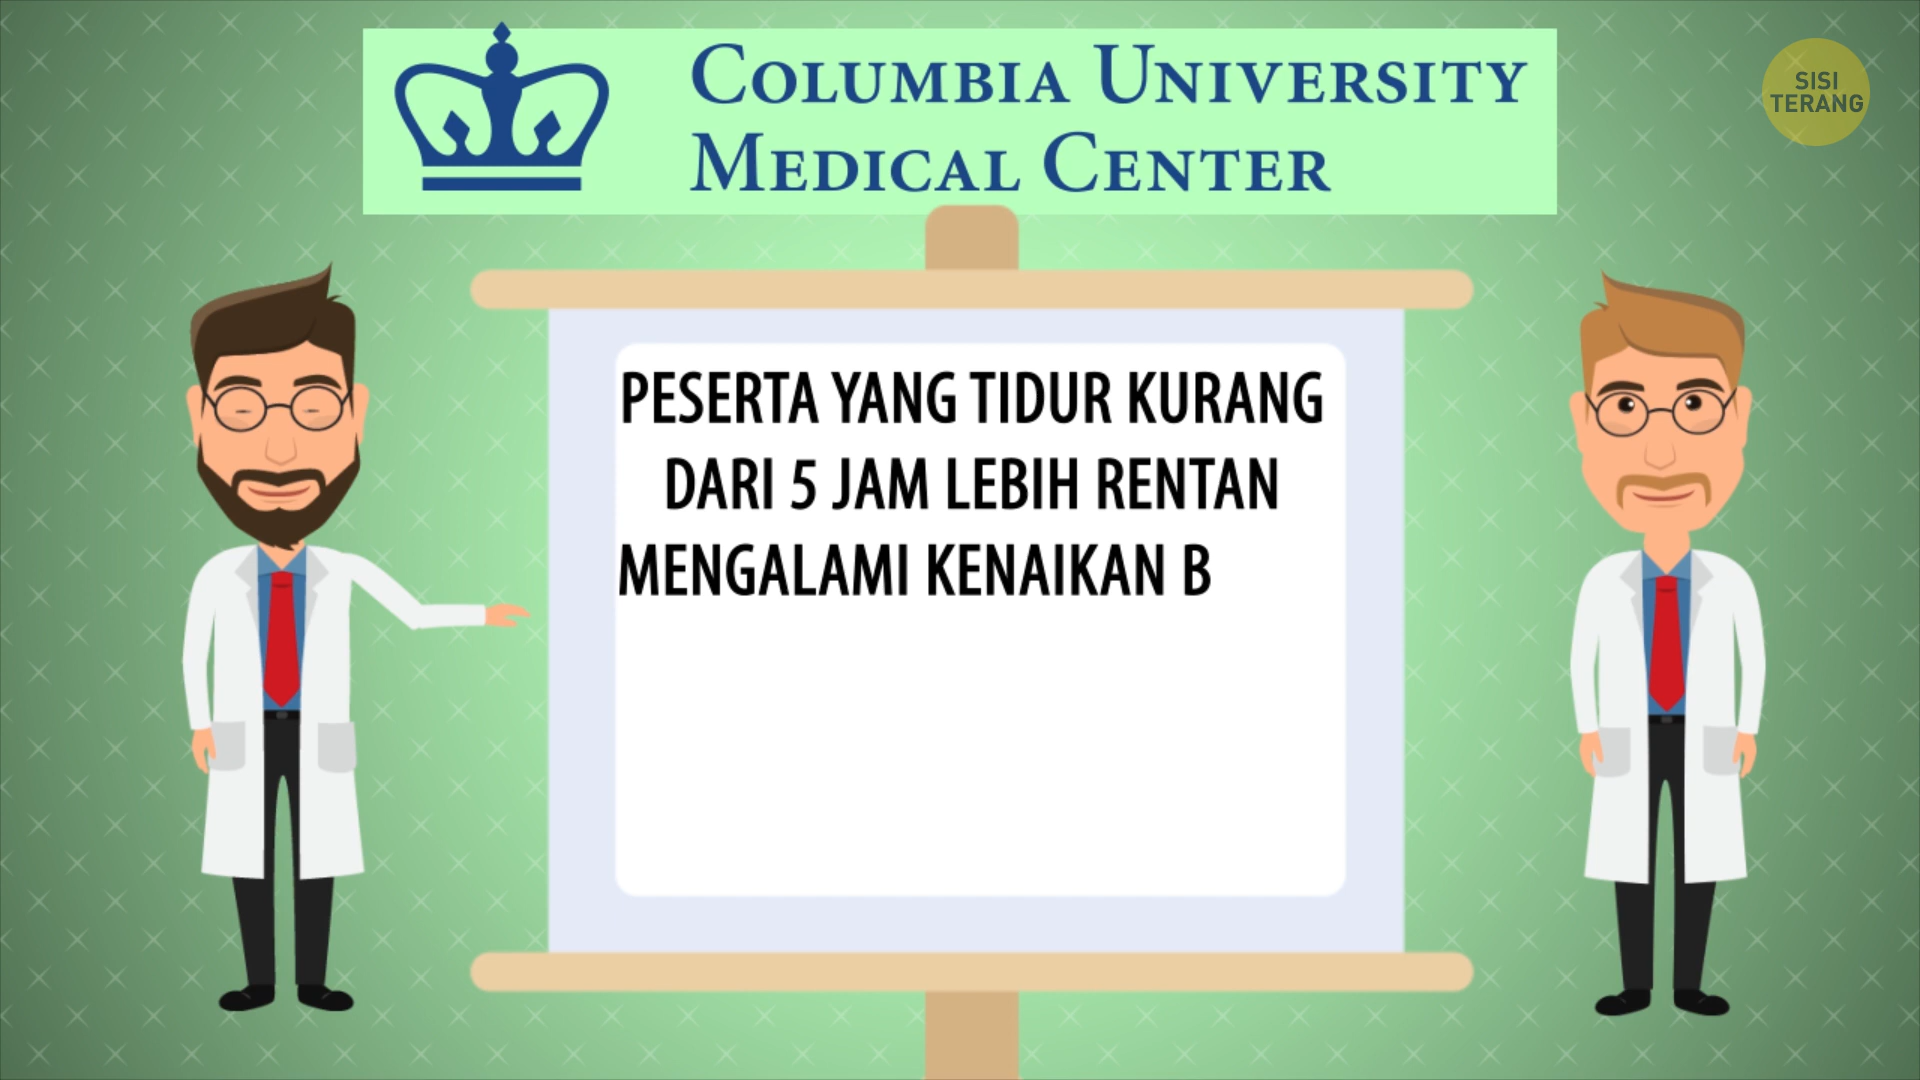 COLUMBIA UNIVERSITY
MEDICAL CENTER
SISI
TERANG
PESERTA YANG TIDUR KURANG
DARI 5 JAM LEBIH RENTAN
MENGALAMI KENAIKAN B